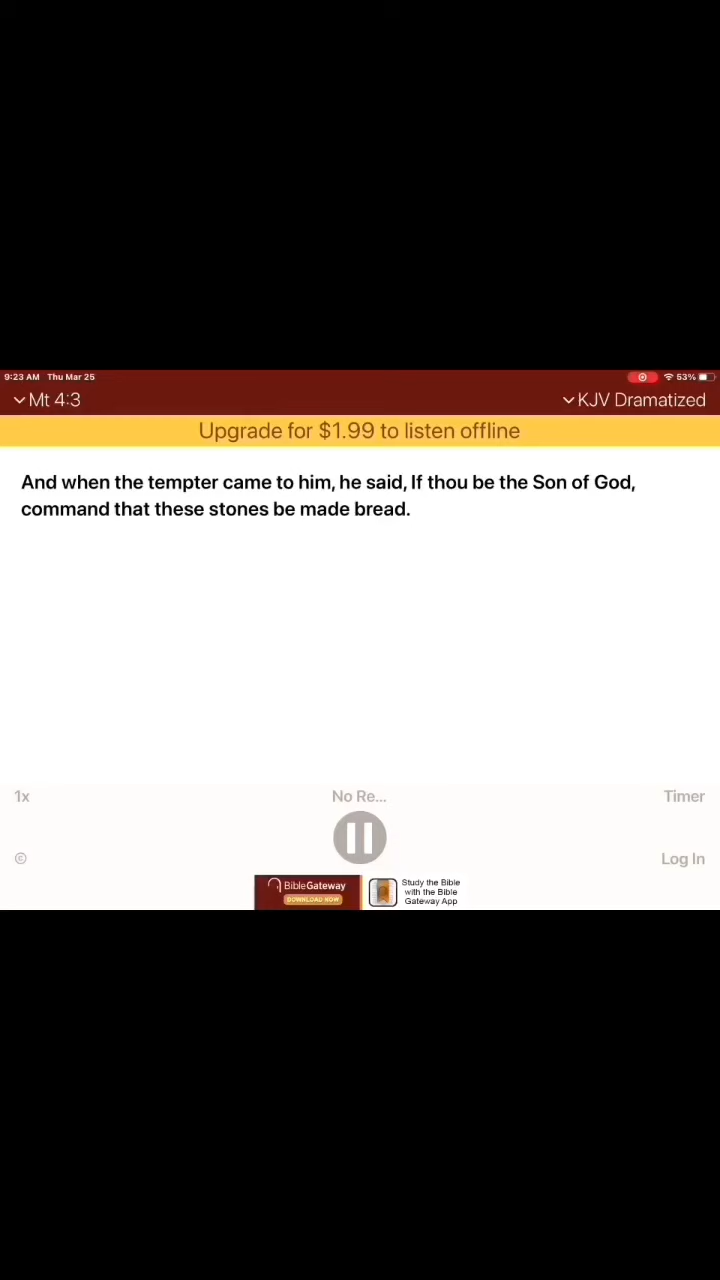 9:23 AM Thu Mar 25
53%
Mt 4:3
KJV Dramatized
Upgrade for $1.99 to listen offline
And when the tempter came to him, he said, If thou be the Son of God,
command that these stones be made bread.
1x
No Re...
Timer
©
Log In
BibleGateway
DOWNLOAD NOW
Study the Bible
with the Bible
Gateway App